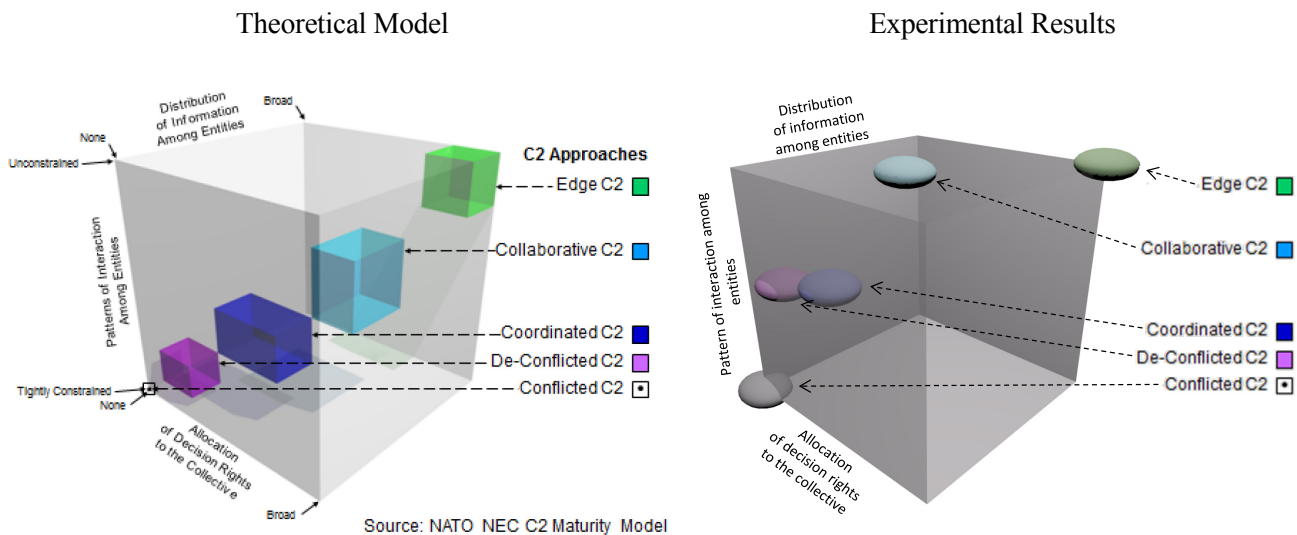 Theoretical Model
Distribution
of Information
Among Entities
Broad
None
Unconstrained
Patterns of Interaction
Among Entities
C2 Approaches
Edge C2
Collaborative C2
Coordinated C2
De-Conflicted C2
Conflicted C2
Tightly Constrained
None
Allocation
of Decision Rights
to the Collective
Broad
Source: NATO NEC C2 Maturity Model
Experimental Results
Distribution
of information
among entities
Pattern of interaction among
entities
Edge C2
Collaborative C2
Coordinated C2
De-Conflicted C2
Conflicted C2
Allocation
of decision rights
to the collective